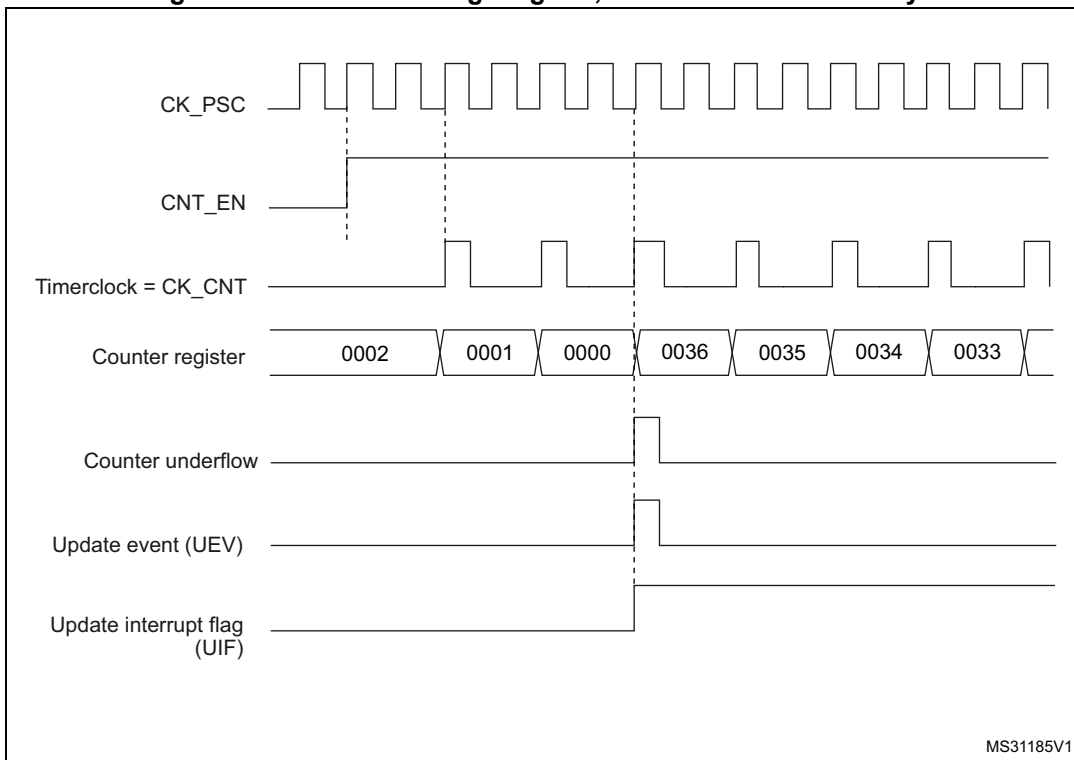 CK_PSC
CNT_EN
Timerclock = CK_CNT
Counter register
0002 0001 0000 0036 0035 0034 0033
Counter underflow
Update event (UEV)
Update interrupt flag
(UIF)
MS31185V1